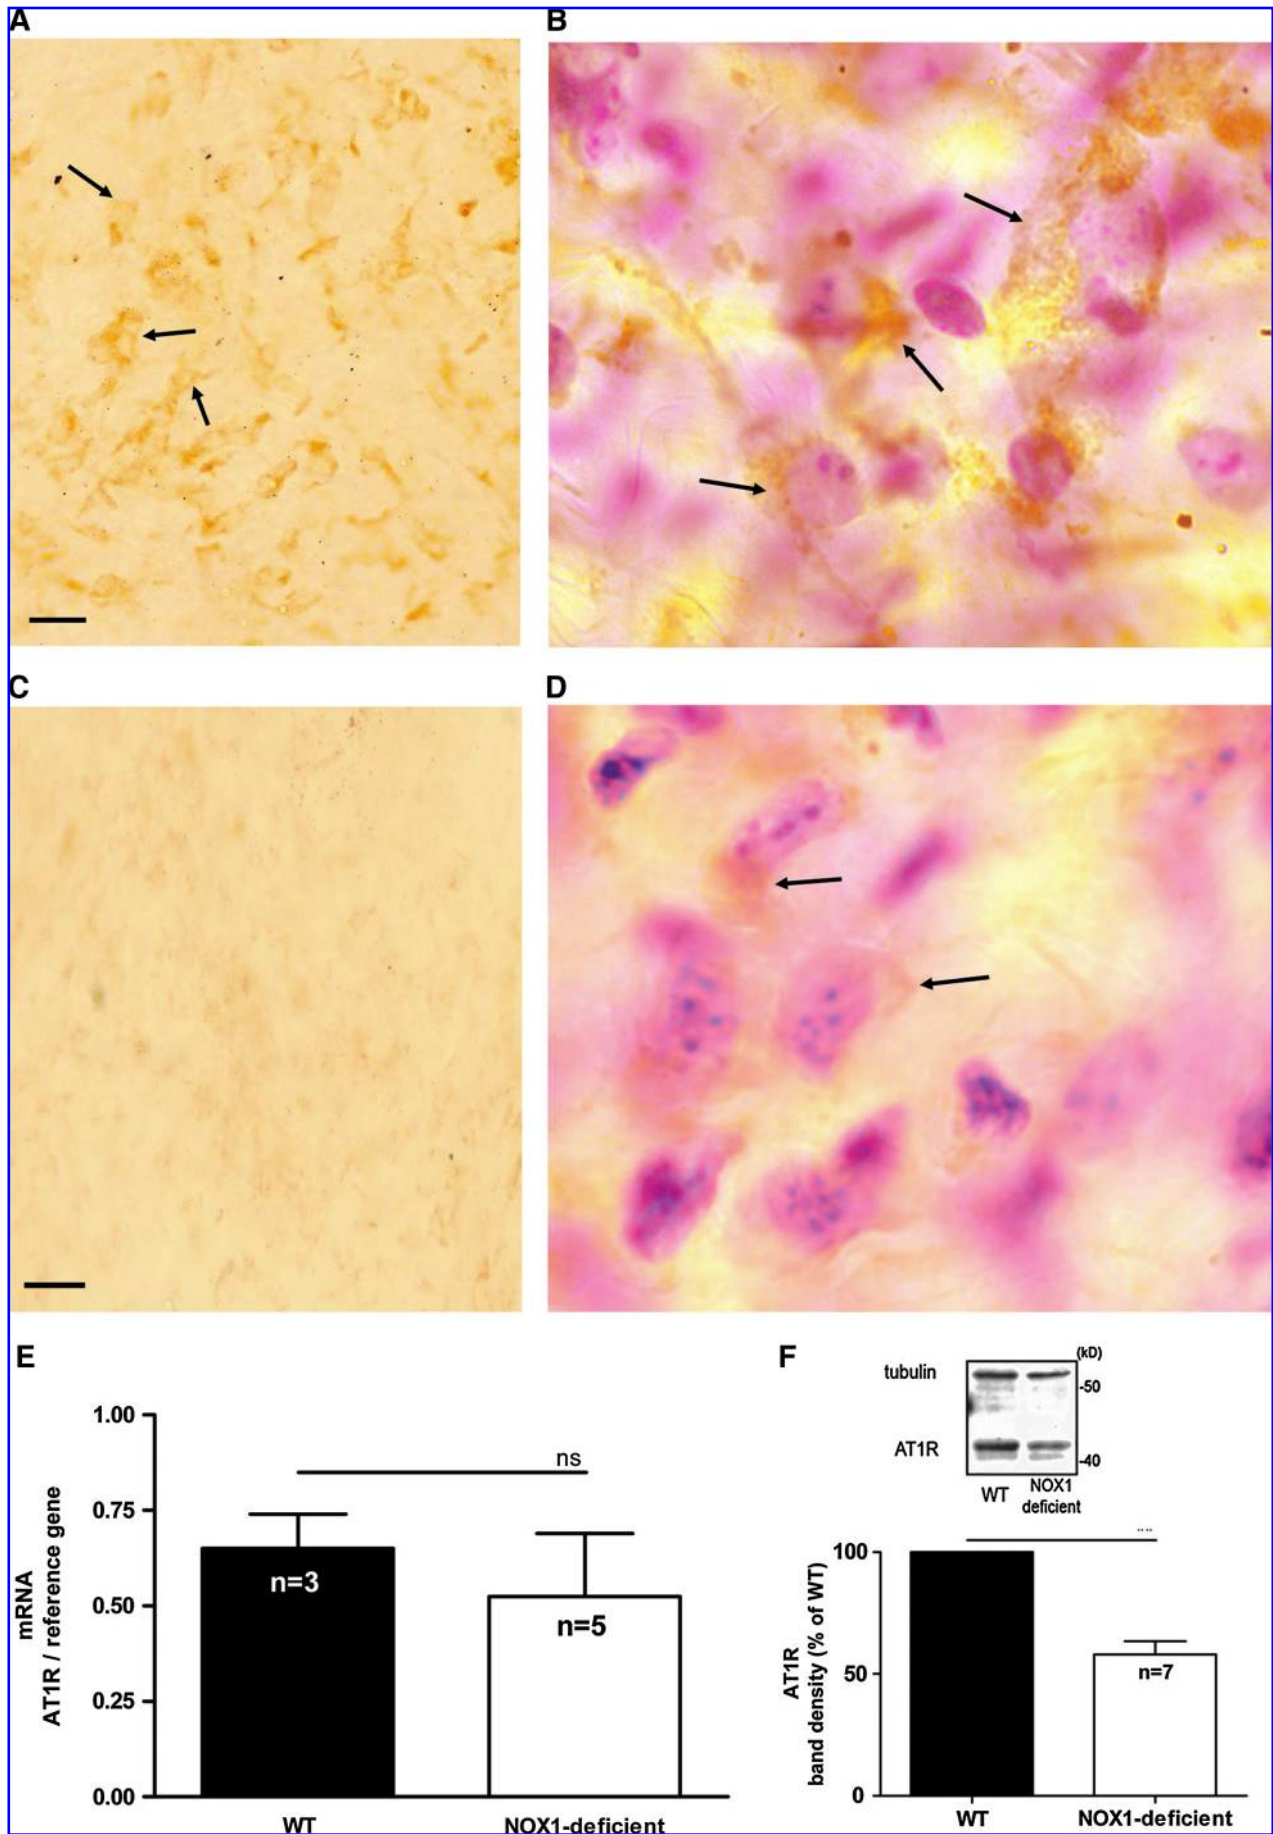 A
B
C
D
E
1.00
0.75
0.50
0.25
0.00
mRNA
AT1R / reference gene
ns
n=3
n=5
WT
NOX1-deficient
F
(kD)
tubulin
-50
AT1R
-40
WT
NOX1
deficient
100
50
0
AT1R
band density (% of WT)
n=7
WT
NOX1-deficient